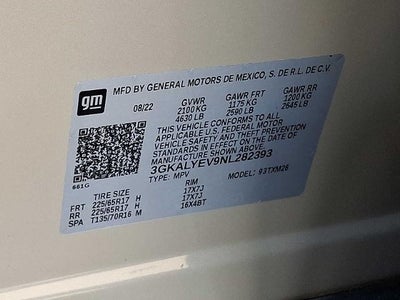 gm
MFD BY GENERAL MOTORS DE MEXICO, S. DE R.L. DE C.V.
08/22 GVWR GAWR FRT GAWR RR
2100 KG 1175 KG 1200 KG
4630 LB 2590 LB 2645 LB
THIS VEHICLE CONFORMS TO ALL
APPLICABLE U.S. FEDERAL MOTOR
VEHICLE SAFETY AND THEFT PREVENTION
STANDARDS IN EFFECT ON THE DATE OF
MANUFACTURE SHOWN ABOVE.
3GKALYEV9NL282393
TYPE: MPV MODEL: 93TXM26
661G
TIRE SIZE RIM
FRT 225/65R17 H 17X7J
RR 225/65R17 H 17X7J
SPA T135/70R16 M 16X4BT